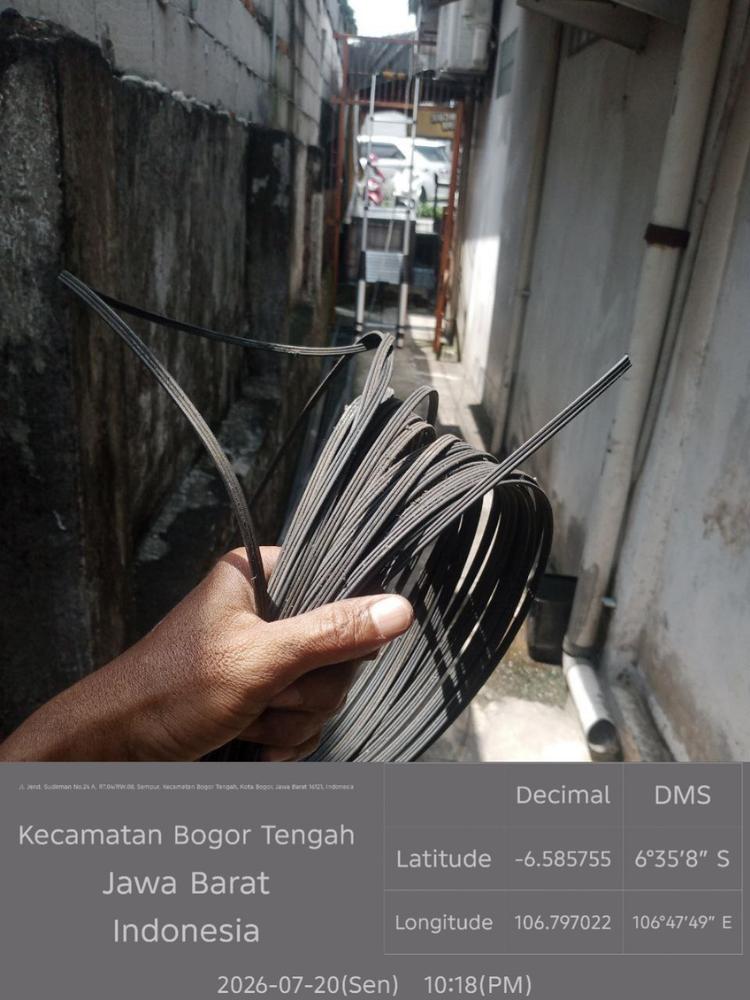 Jl. Jend. Sudirman No.24 A, RT.04/RW.08, Sempur, Kecamatan Bogor Tengah, Kota Bogor, Jawa Barat 16121, Indonesia
Kecamatan Bogor Tengah
Jawa Barat
Indonesia
Decimal DMS
Latitude -6.585755 6°35'8" S
Longitude 106.797022 106°47'49" E
2026-07-20(Sen) 10:18(PM)